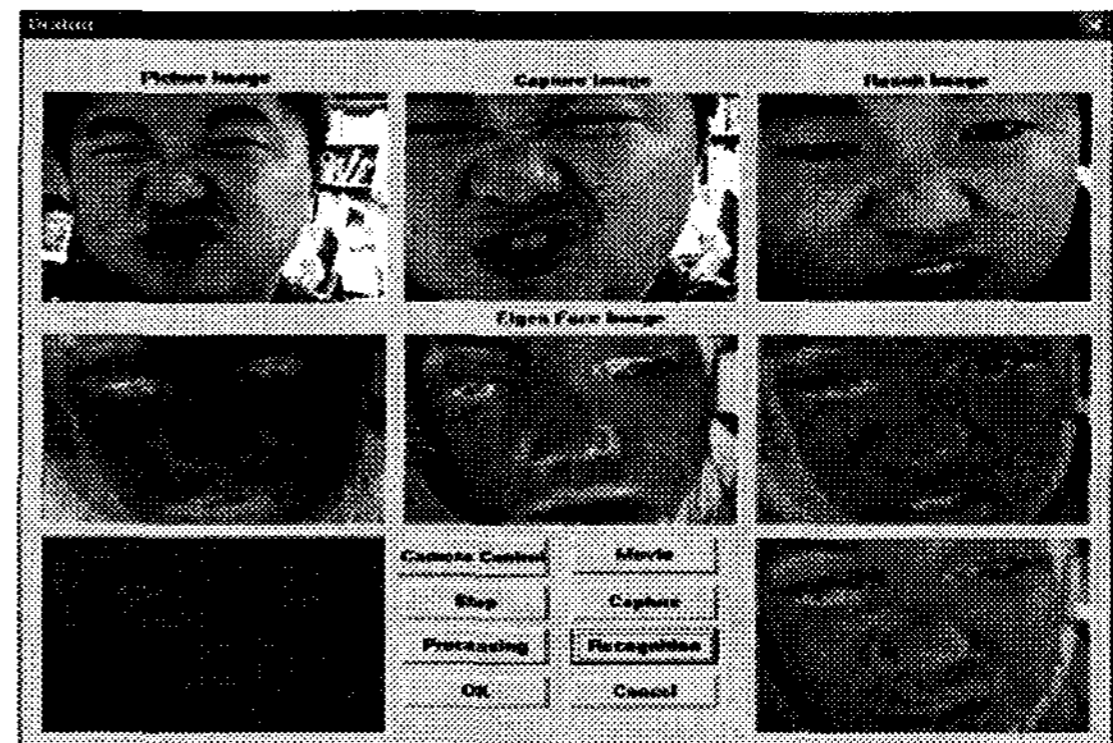 Picture Image
Capture Image
Result Image
Eigen Face Image
Camera Control
Movie
Stop
Capture
Processing
Recognition
OK
Cancel